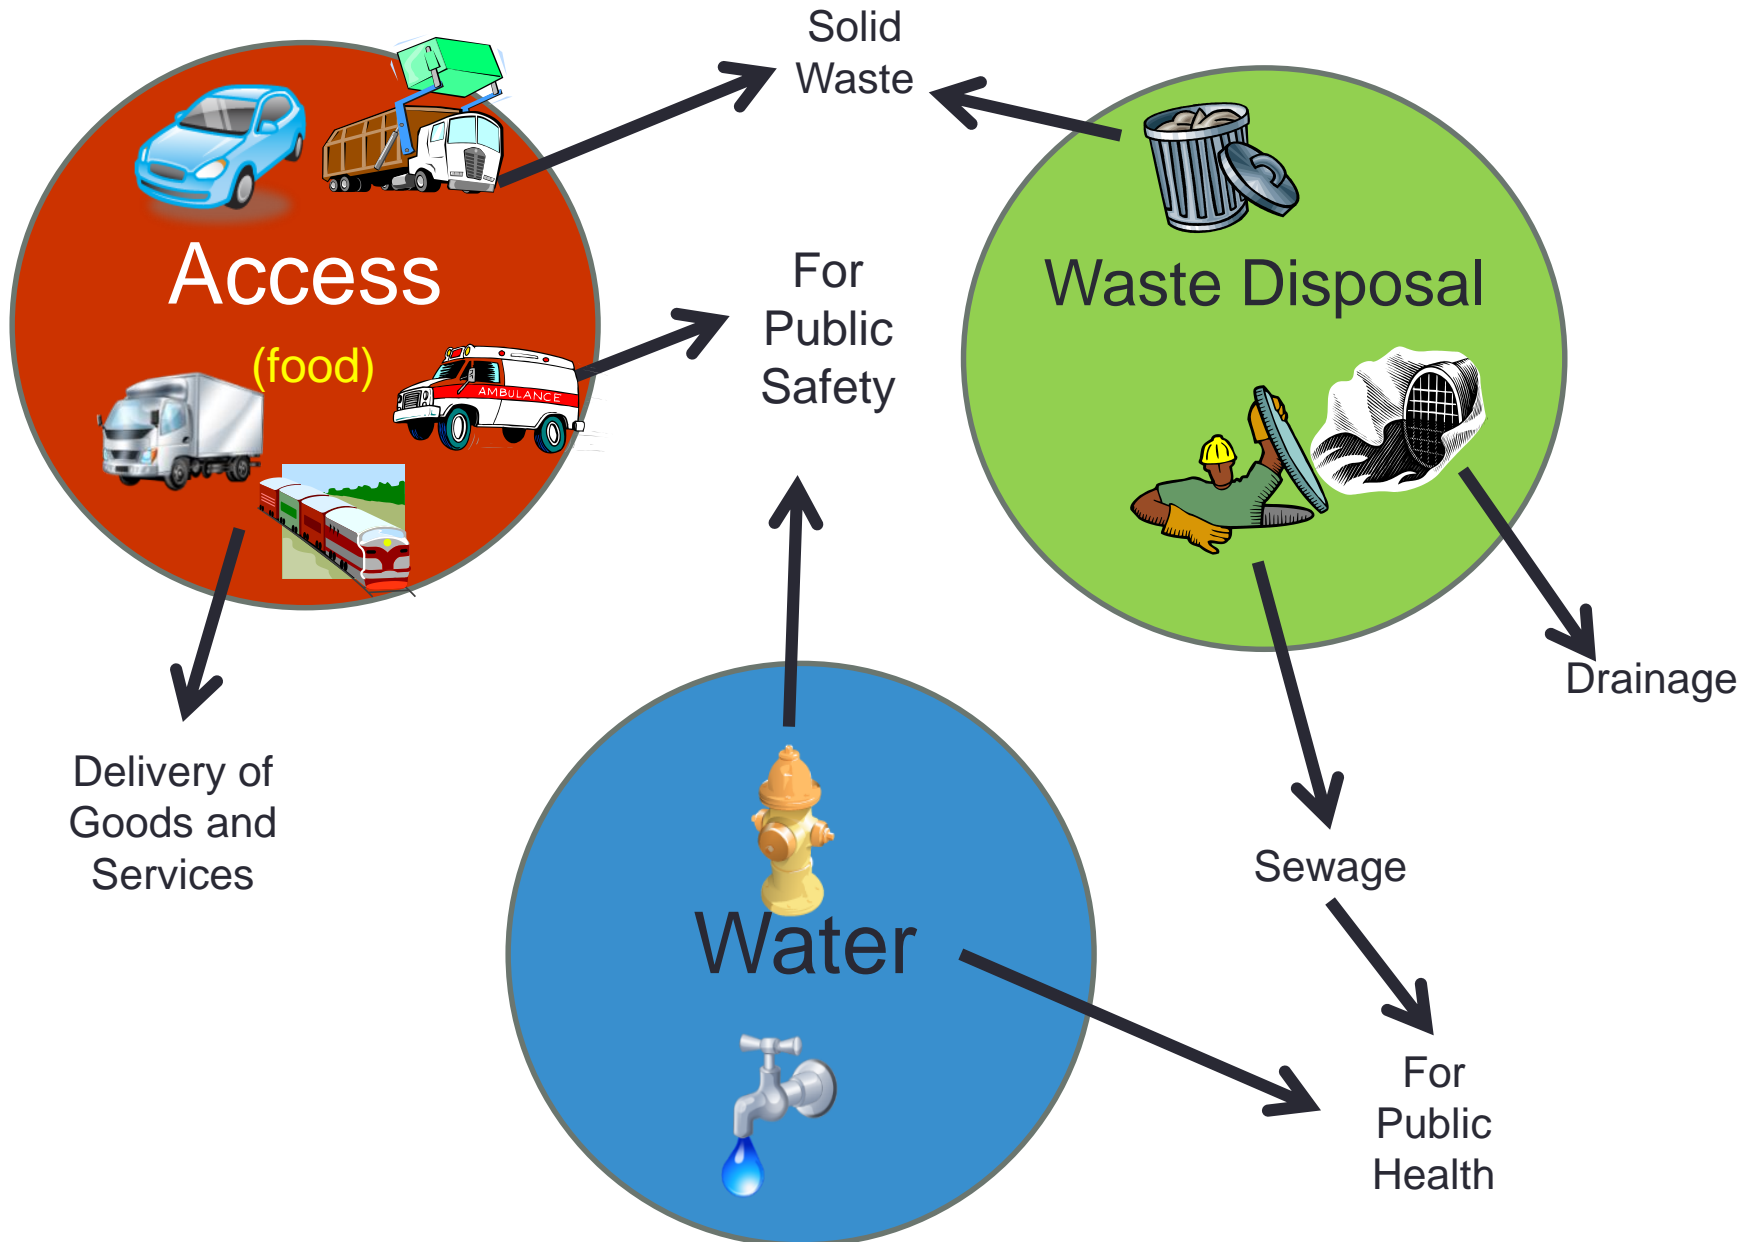 Solid
Waste
Access
(food)
AMBULANCE
For
Public
Safety
Waste Disposal
Drainage
Delivery of
Goods and
Services
Sewage
Water
For
Public
Health